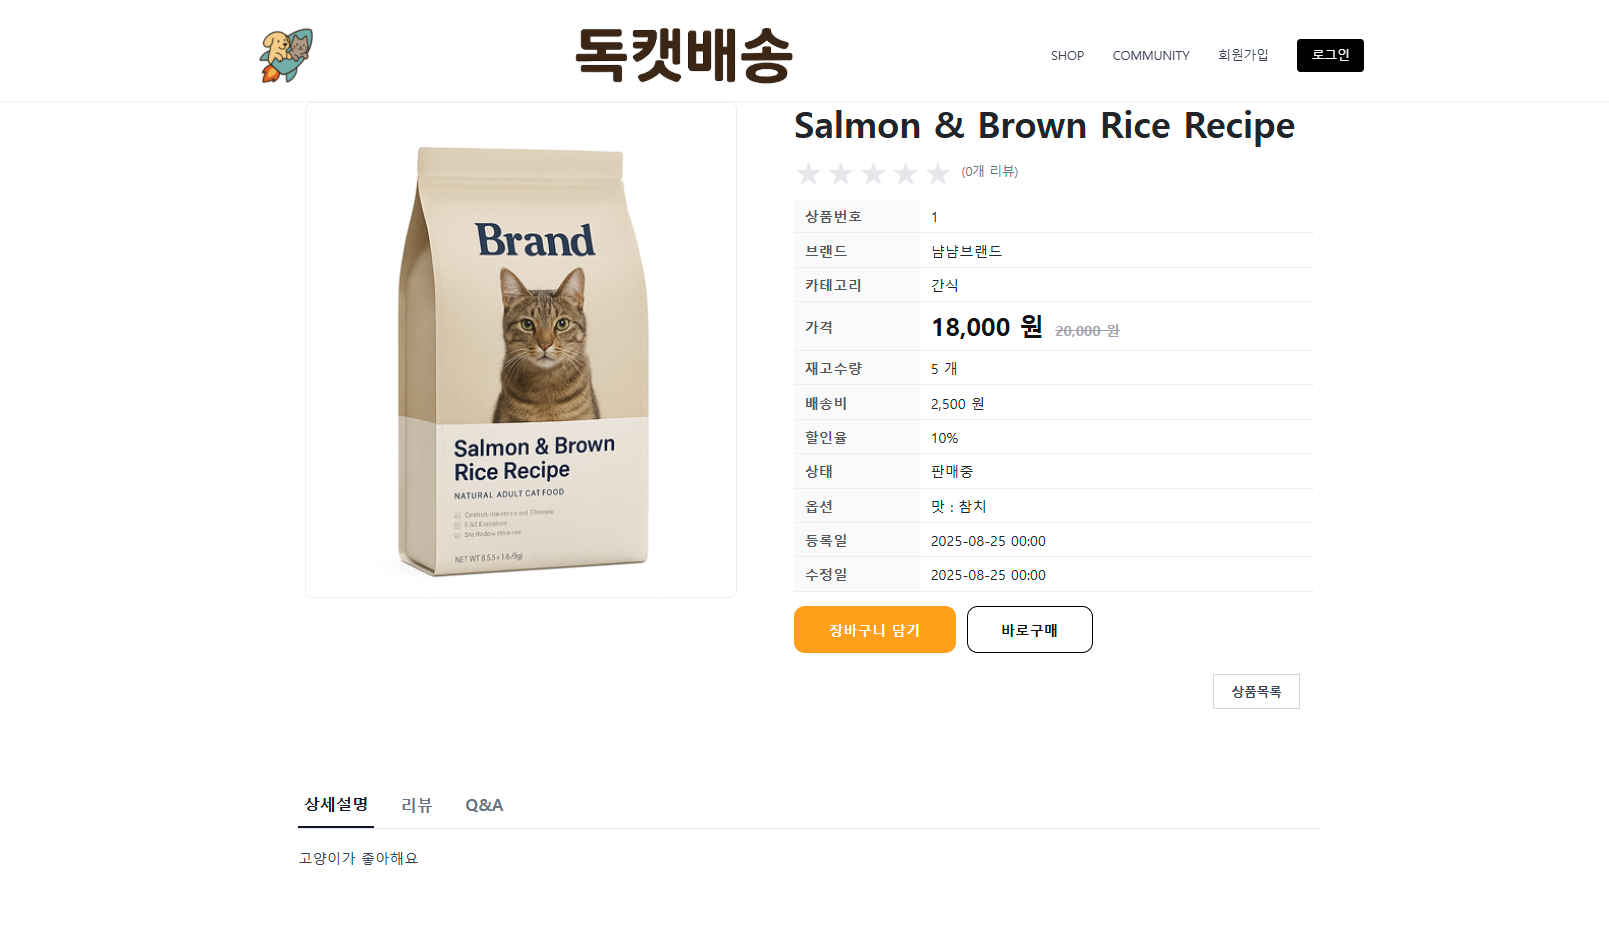 독캣배송
SHOP COMMUNITY 회원가입 로그인
Brand
Salmon & Brown
Rice Recipe
NATURAL ADULT CAT FOOD
Salmon & Brown Rice Recipe
(0개 리뷰)
상품번호 1
브랜드 냠냠브랜드
카테고리 간식
가격 18,000 원 20,000 원
재고수량 5 개
배송비 2,500 원
할인율 10%
상태 판매중
옵션 맛 : 참치
등록일 2025-08-25 00:00
수정일 2025-08-25 00:00
장바구니 담기 바로구매
상품목록
상세설명 리뷰 Q&A
고양이가 좋아해요